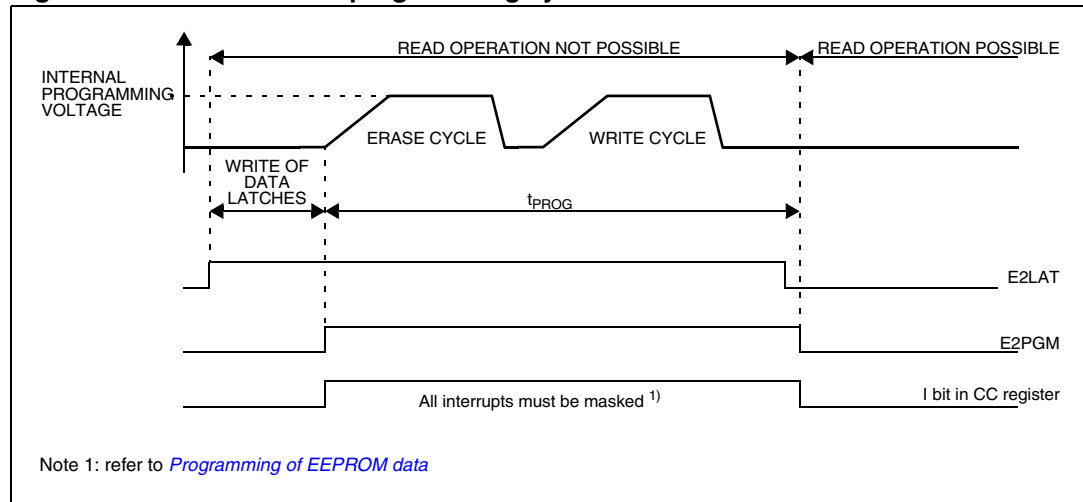 READ OPERATION NOT POSSIBLE
READ OPERATION POSSIBLE
INTERNAL
PROGRAMMING
VOLTAGE
ERASE CYCLE
WRITE CYCLE
WRITE OF
DATA
LATCHES
tPROG
E2LAT
E2PGM
All interrupts must be masked 1)
I bit in CC register
Note 1: refer to Programming of EEPROM data